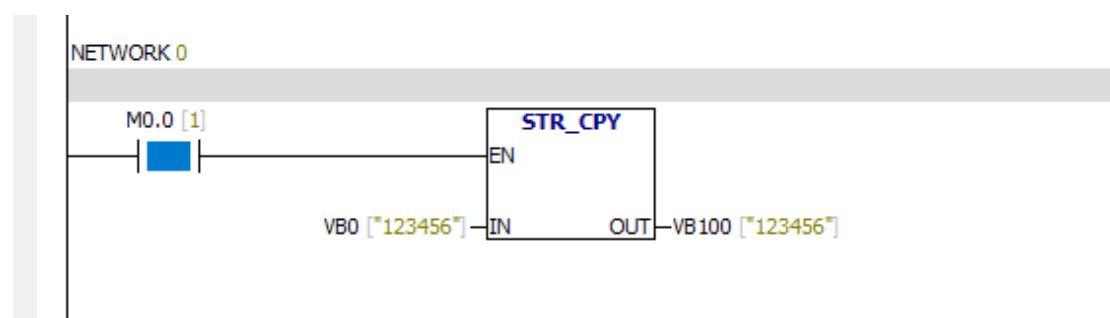 NETWORK 0
M0.0 [1]
STR_CPY
EN
VB0 ["123456"] IN OUT VB100 ["123456"]